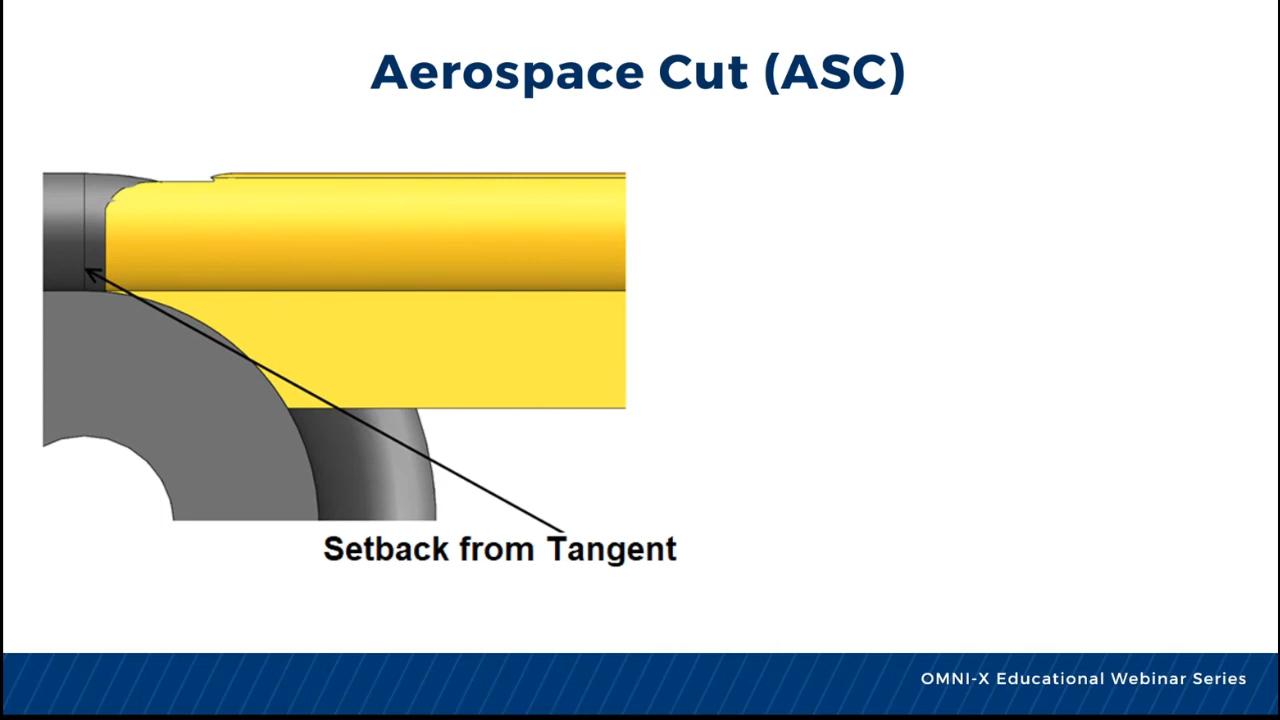 Aerospace Cut (ASC)
Setback from Tangent
OMNI-X Educational Webinar Series